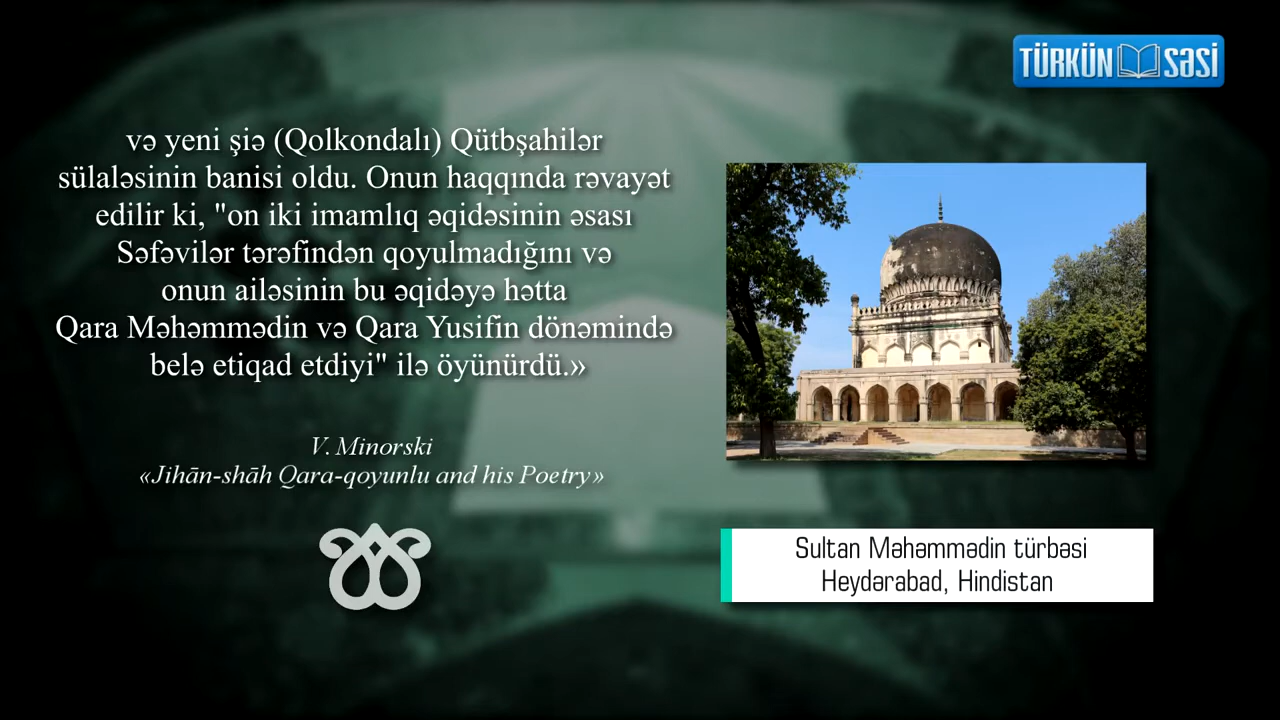 TÜRKÜN SƏSİ
və yeni şiə (Qolkondalı) Qütbşahilər
sülaləsinin banisi oldu. Onun haqqında rəvayət
edilir ki, "on iki imamlıq əqidəsinin əsası
Səfəvilər tərəfindən qoyulmadığını və
onun ailəsinin bu əqidəyə hətta
Qara Məhəmmədin və Qara Yusifin dönəmində
belə etiqad etdiyi" ilə öyünürdü.»
V. Minorski
«Jihān-shāh Qara-qoyunlu and his Poetry»
Sultan Məhəmmədin türbəsi
Heydərabad, Hindistan